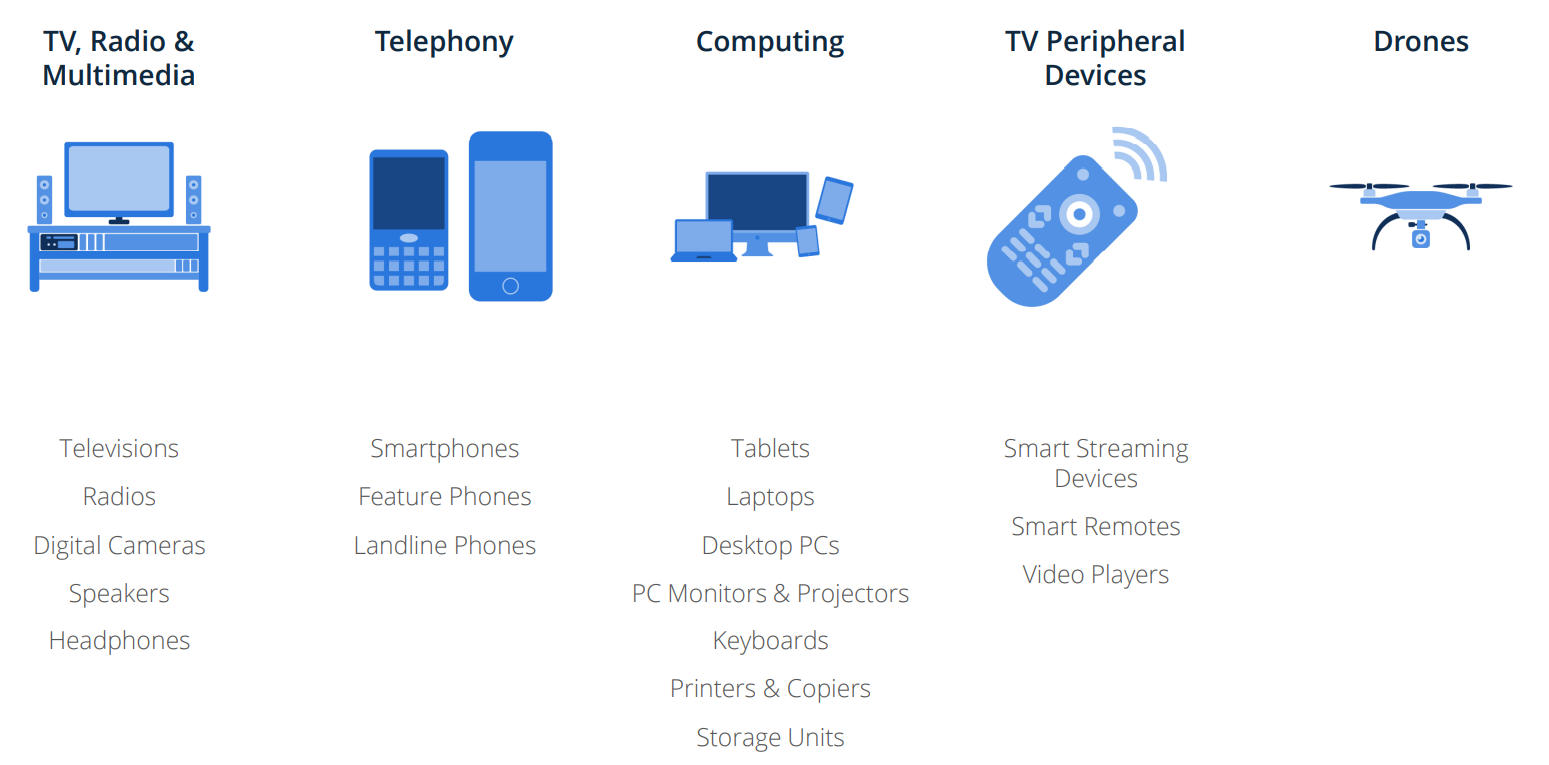 TV, Radio &
Multimedia
Televisions
Radios
Digital Cameras
Speakers
Headphones
Telephony
Smartphones
Feature Phones
Landline Phones
Computing
Tablets
Laptops
Desktop PCs
PC Monitors & Projectors
Keyboards
Printers & Copiers
Storage Units
TV Peripheral
Devices
Smart Streaming
Devices
Smart Remotes
Video Players
Drones